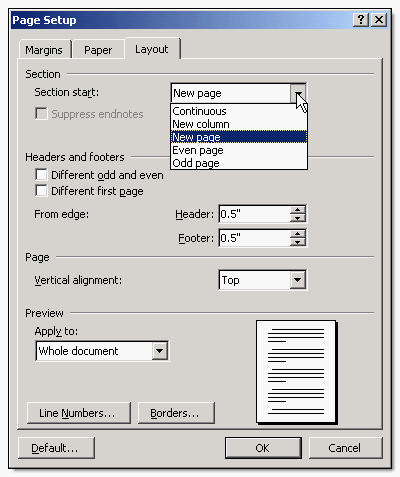 Page Setup
Margins Paper Layout
Section
Section start: New page
Suppress endnotes
Continuous
New column
New page
Even page
Odd page
Headers and footers
Different odd and even
Different first page
From edge: Header: 0.5"
Footer: 0.5"
Page
Vertical alignment: Top
Preview
Apply to:
Whole document
Line Numbers... Borders...
Default... OK Cancel